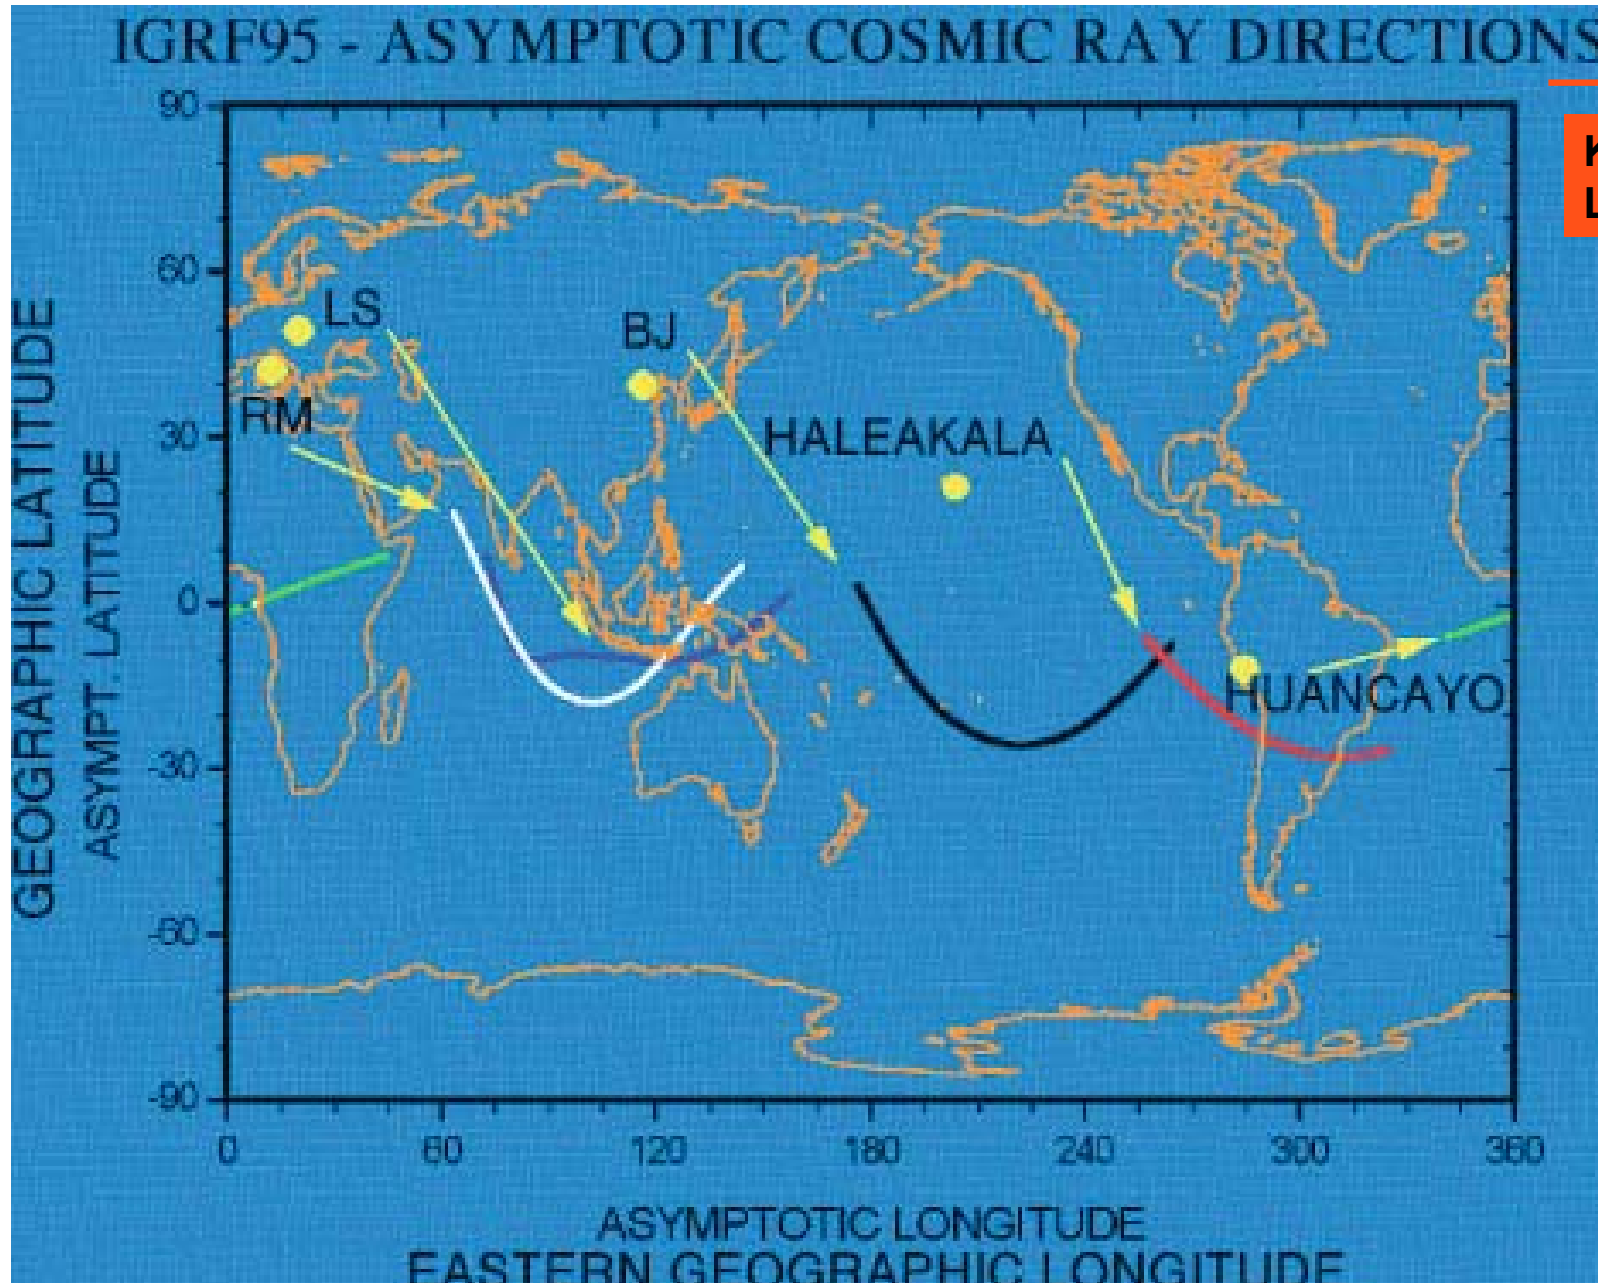 IGRF95 - ASYMPTOTIC COSMIC RAY DIRECTIONS
K
L
90
60
30
0
-30
-60
-90
GEOGRAPHIC LATITUDE
ASYMPT. LATITUDE
LS
RM
BJ
HALEAKALA
HUANCAYO
0 60 120 180 240 300 360
ASYMPTOTIC LONGITUDE
EASTERN GEOGRAPHIC LONGITUDE